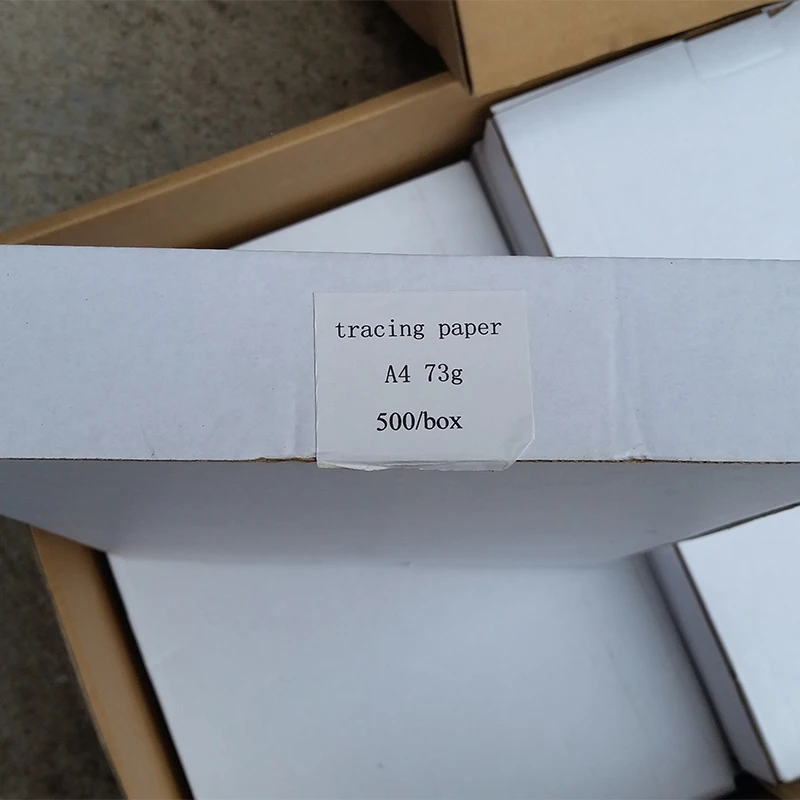 tracing paper
A4 73g
500/box